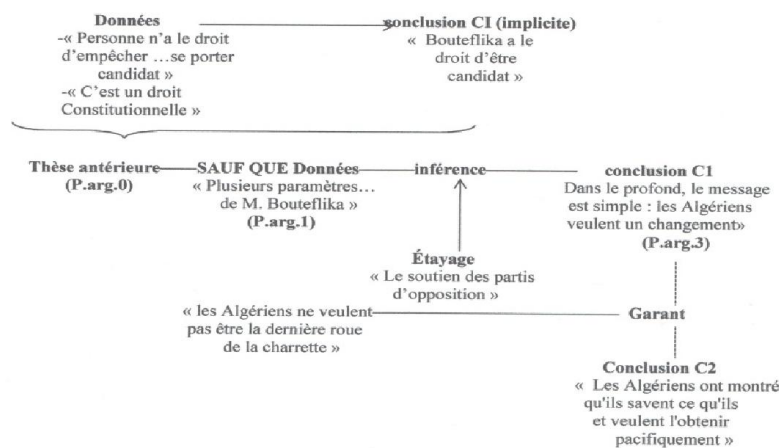 Données
-« Personne n'a le droit
d'empêcher …se porter
candidat »
-« C'est un droit
Constitutionnelle »
conclusion CI (implicite)
« Bouteflika a le
droit d'être
candidat »
Thèse antérieure
(P.arg.0)
SAUF QUE Données
« Plusieurs paramètres…
de M. Bouteflika »
(P.arg.1)
inférence
conclusion C1
Dans le profond, le message
est simple : les Algériens
veulent un changement»
(P.arg.3)
Étayage
« Le soutien des partis
d'opposition »
« les Algériens ne veulent
pas être la dernière roue
de la charrette »
Garant
Conclusion C2
« Les Algériens ont montré
qu'ils savent ce qu'ils
et veulent l'obtenir
pacifiquement »